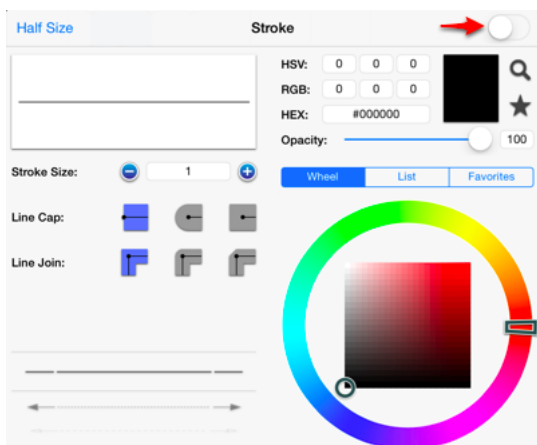 Half Size Stroke
HSV: 0 0 0
RGB: 0 0 0
HEX: #000000
Opacity: 100
Stroke Size: 1
Wheel List Favorites
Line Cap:
Line Join: